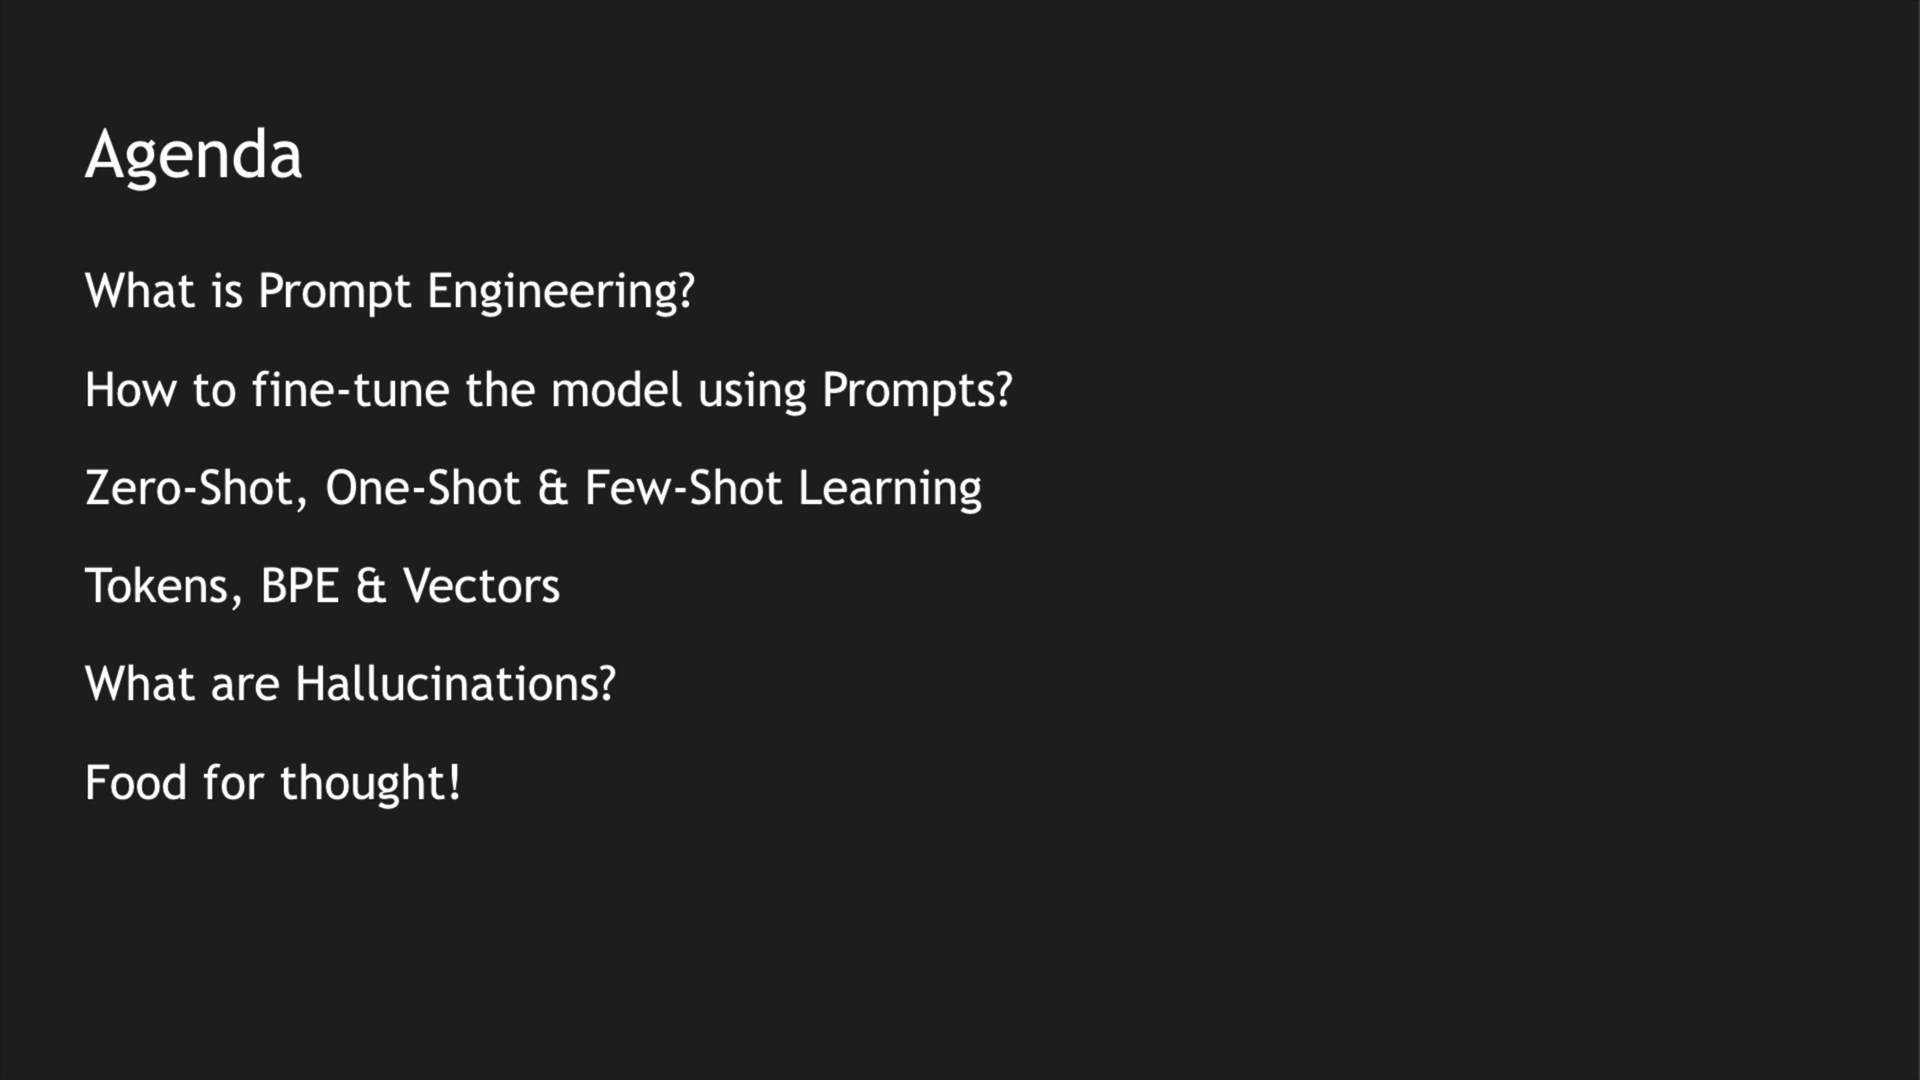 Agenda
What is Prompt Engineering?
How to fine-tune the model using Prompts?
Zero-Shot, One-Shot & Few-Shot Learning
Tokens, BPE & Vectors
What are Hallucinations?
Food for thought!